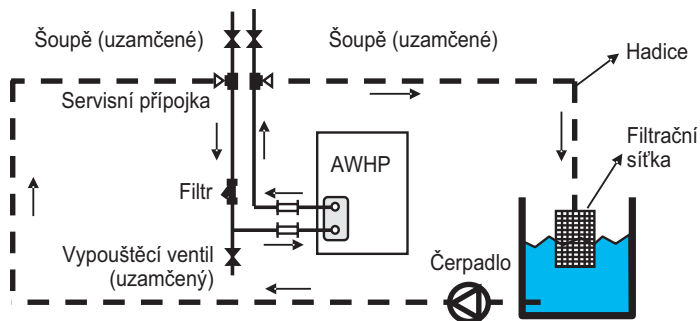 Šoupě (uzamčené)
Šoupě (uzamčené)
Hadice
Servisní přípojka
Filtrační
síťka
AWHP
Filtr
Vypouštěcí ventil
(uzamčený)
Čerpadlo